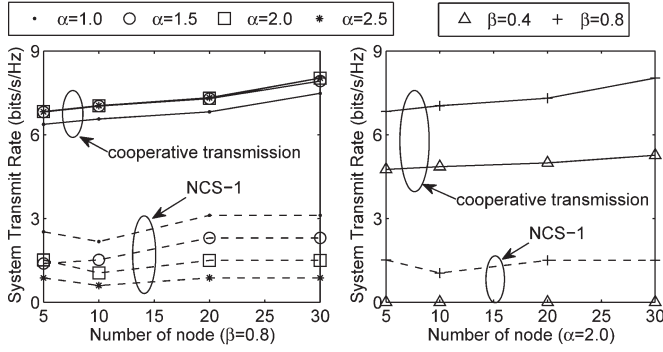 α=1.0 α=1.5 α=2.0 α=2.5
β=0.4 β=0.8
System Transmit Rate (bits/s/Hz)
9
6
3
0
cooperative transmission
NCS−1
5 10 15 20 25 30
Number of node (β=0.8)
System Transmit Rate (bits/s/Hz)
9
6
3
0
cooperative transmission
NCS−1
5 10 15 20 25 30
Number of node (α=2.0)